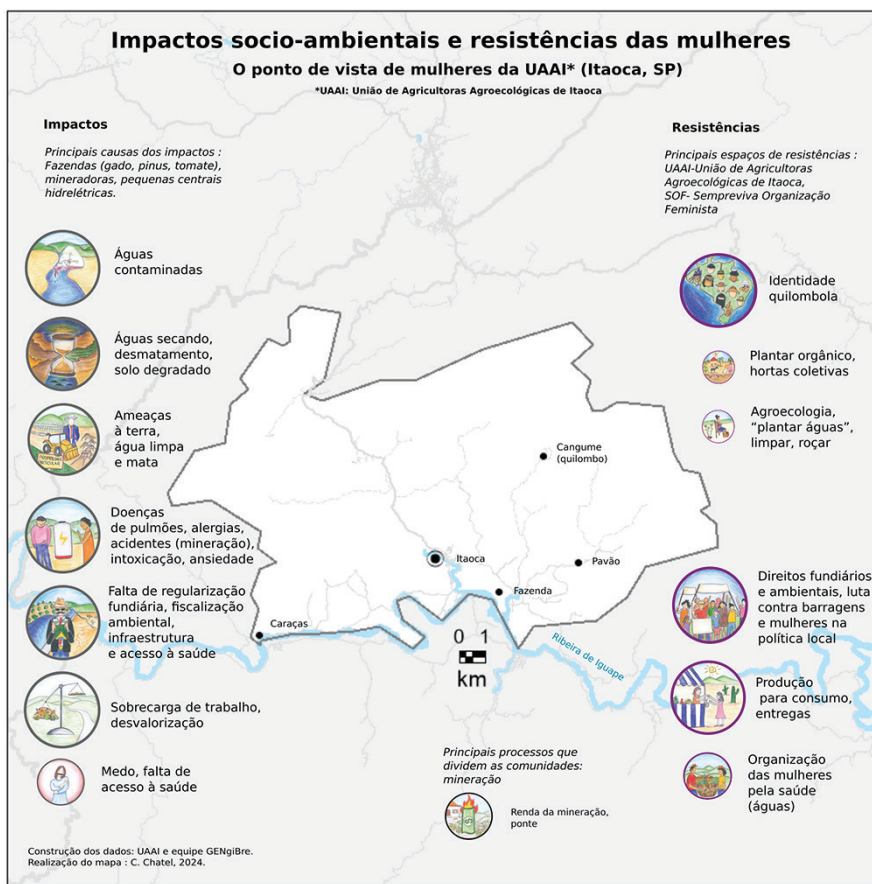 Impactos socio-ambientais e resistências das mulheres
O ponto de vista de mulheres da UAAI* (Itaoca, SP)
*UAAI: União de Agricultoras Agroecológicas de Itaoca
Impactos
Principais causas dos impactos :
Fazendas (gado, pinus, tomate),
mineradoras, pequenas centrais
hidrelétricas.
Águas
contaminadas
Águas secando,
desmatamento,
solo degradado
Ameaças
à terra,
água limpa
e mata
Doenças
de pulmões, alergias,
acidentes (mineração),
intoxicação, ansiedade
Falta de regularização
fundiária, fiscalização
ambiental,
infraestrutura
e acesso à saúde
Sobrecarga de trabalho,
desvalorização
Medo, falta de
acesso à saúde
Resistências
Principais espaços de resistências :
UAAI-União de Agricultoras
Agroecológicas de Itaoca,
SOF- Sempreviva Organização
Feminista
Identidade
quilombola
Plantar orgânico,
hortas coletivas
Agroecologia,
“plantar águas”,
limpar, roçar
Direitos fundiários
e ambientais, luta
contra barragens
e mulheres na
política local
Produção
para consumo,
entregas
Organização
das mulheres
pela saúde
(águas)
Cangume
(quilombo)
Itaoca
Pavão
Fazenda
Caraças
Ribeira de Iguape
0 1
km
Principais processos que
dividem as comunidades:
mineração
Renda da mineração,
ponte
Construção dos dados: UAAI e equipe GENgiBre.
Realização do mapa : C. Chatel, 2024.